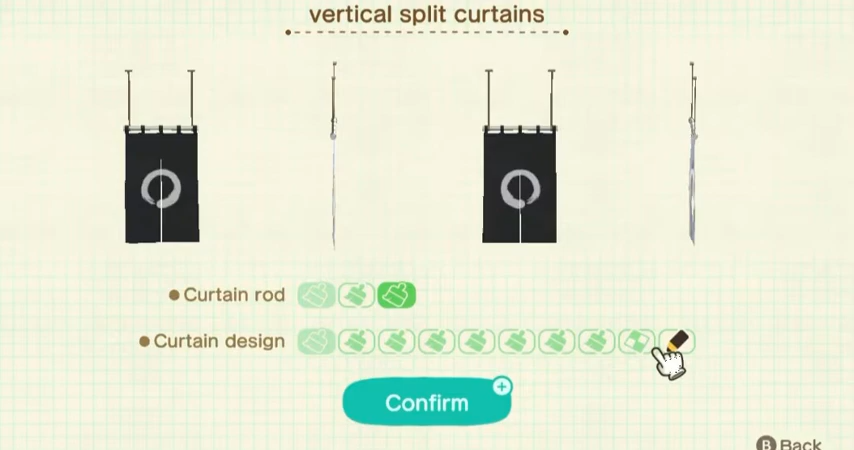 vertical split curtains
Curtain rod
Curtain design
Confirm
B Back